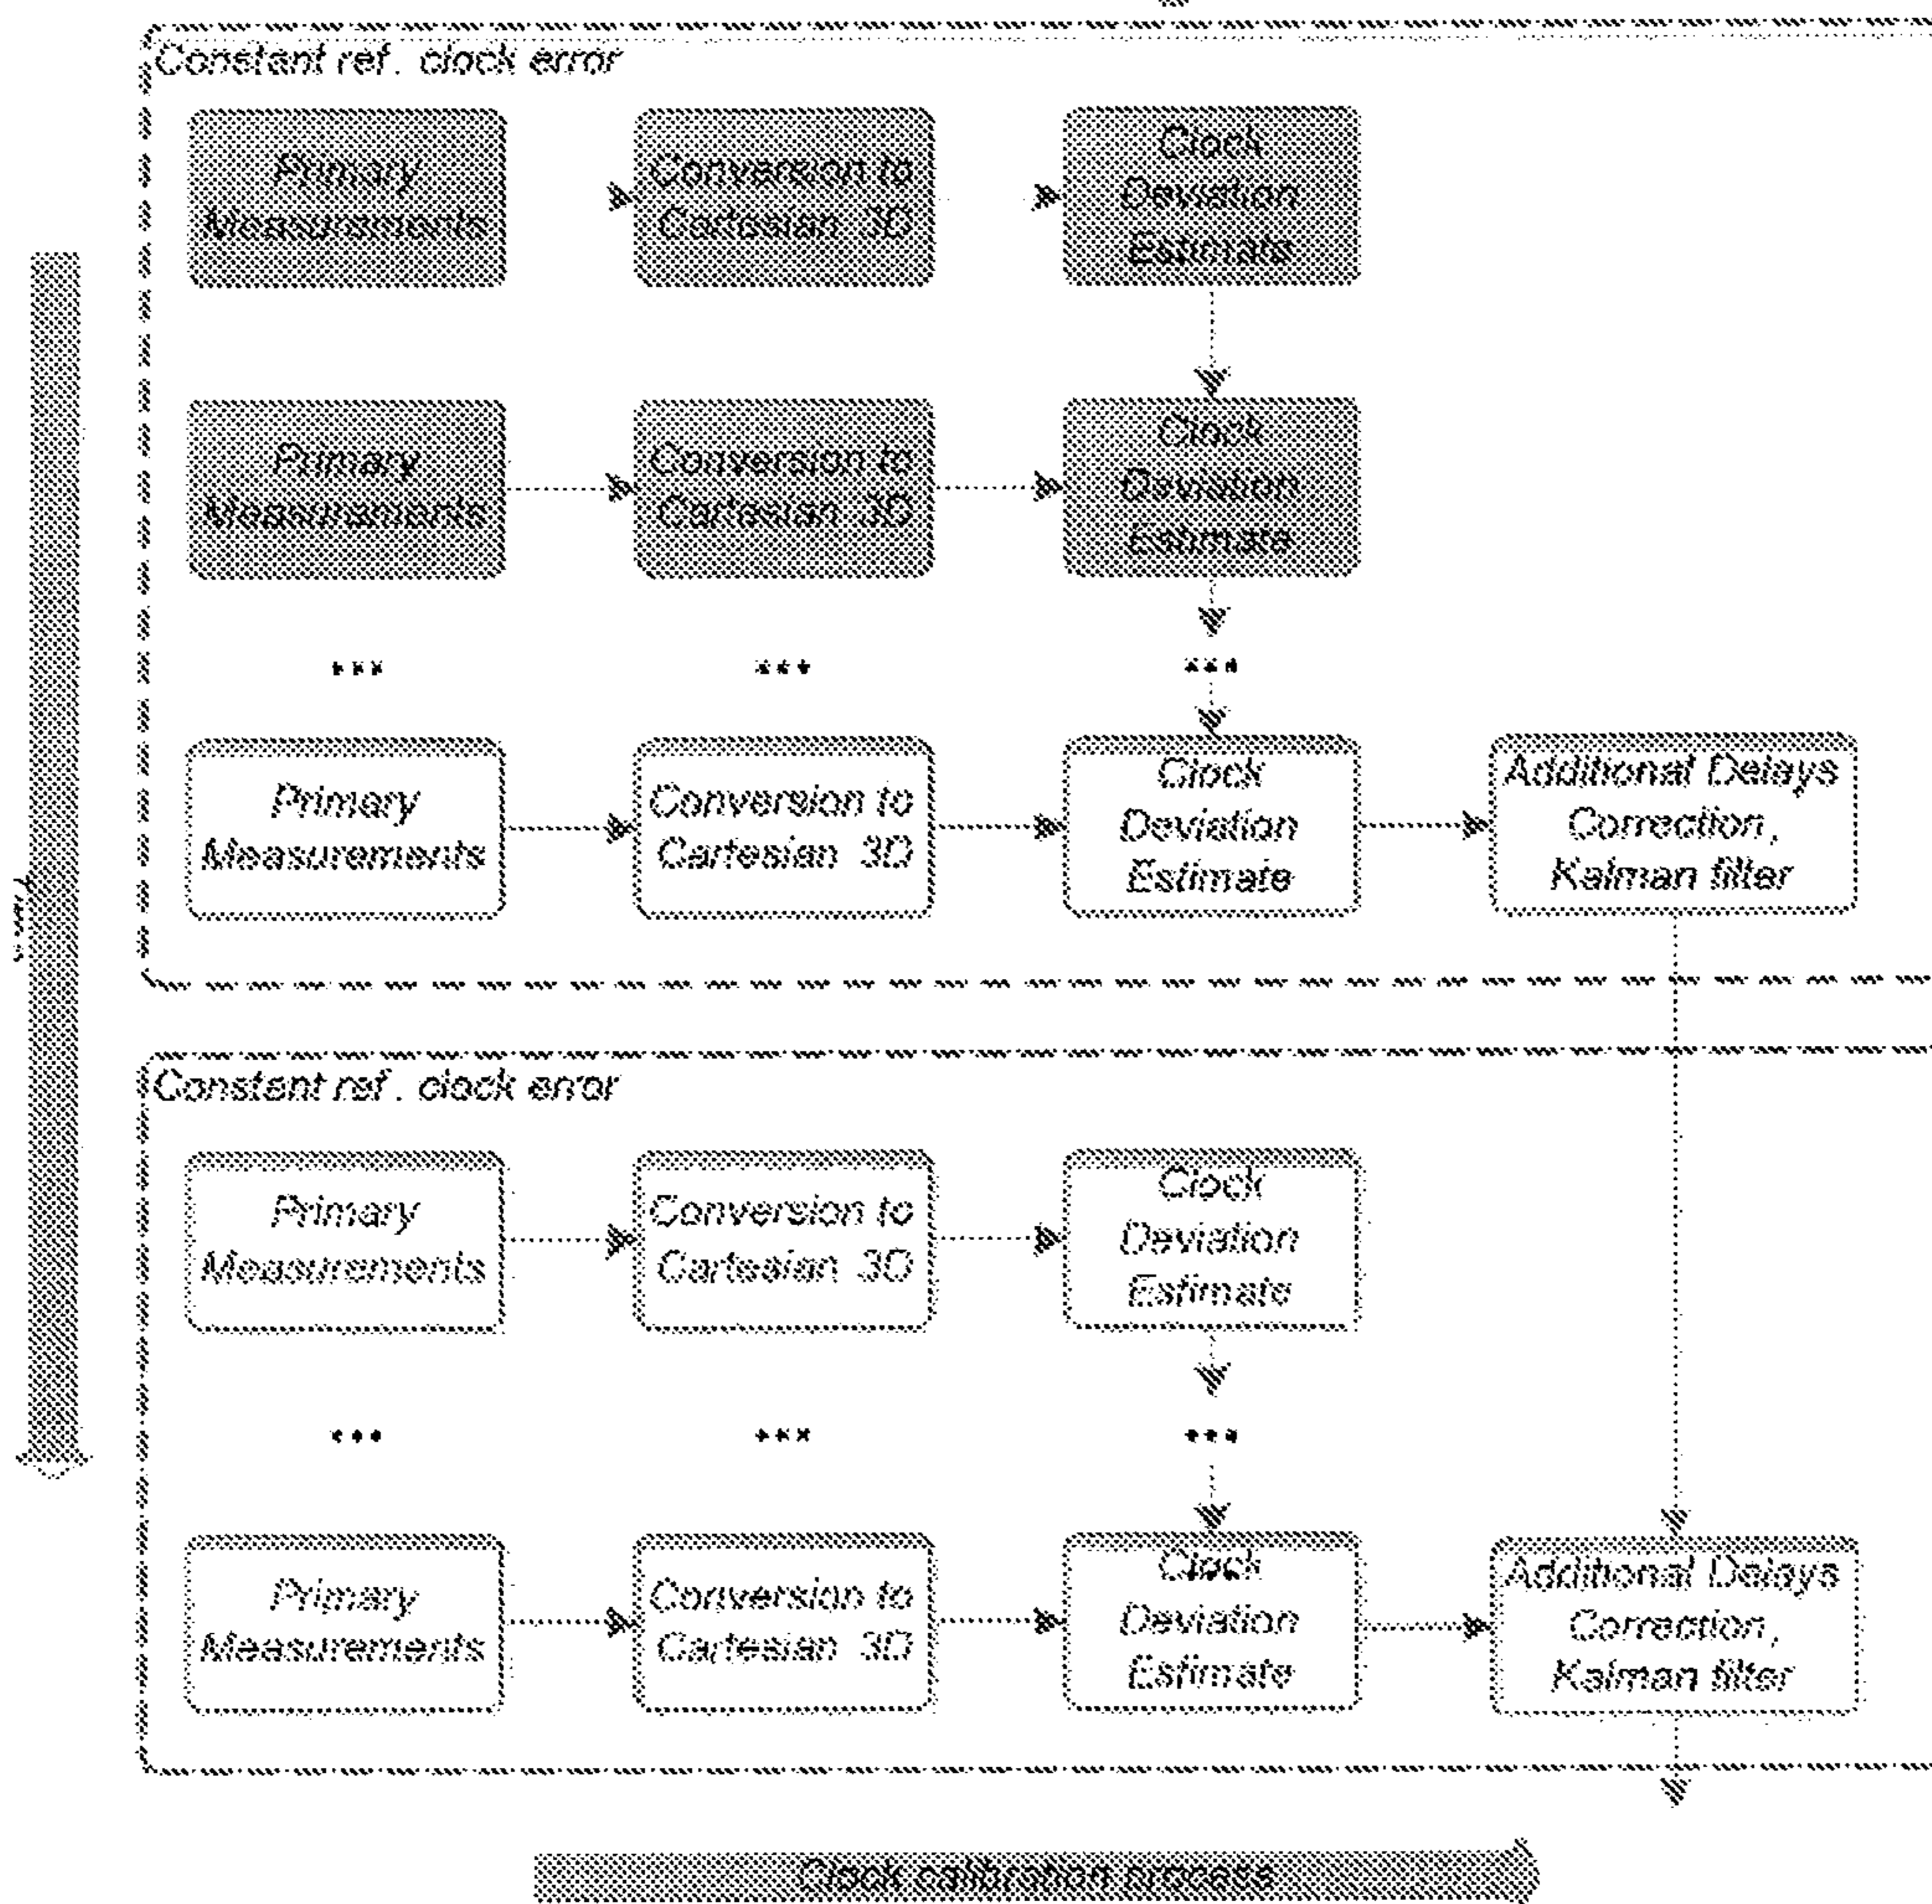 Constant ref. clock error
Primary
Measurements
Conversion to
Cartesian 3D
Clock
Deviation
Estimate
Primary
Measurements
Conversion to
Cartesian 3D
Clock
Deviation
Estimate
...
...
...
Primary
Measurements
Conversion to
Cartesian 3D
Clock
Deviation
Estimate
Additional Delays
Correction,
Kalman filter
Constant ref. clock error
Primary
Measurements
Conversion to
Cartesian 3D
Clock
Deviation
Estimate
...
...
...
Primary
Measurements
Conversion to
Cartesian 3D
Clock
Deviation
Estimate
Additional Delays
Correction,
Kalman filter
Clock calibration process